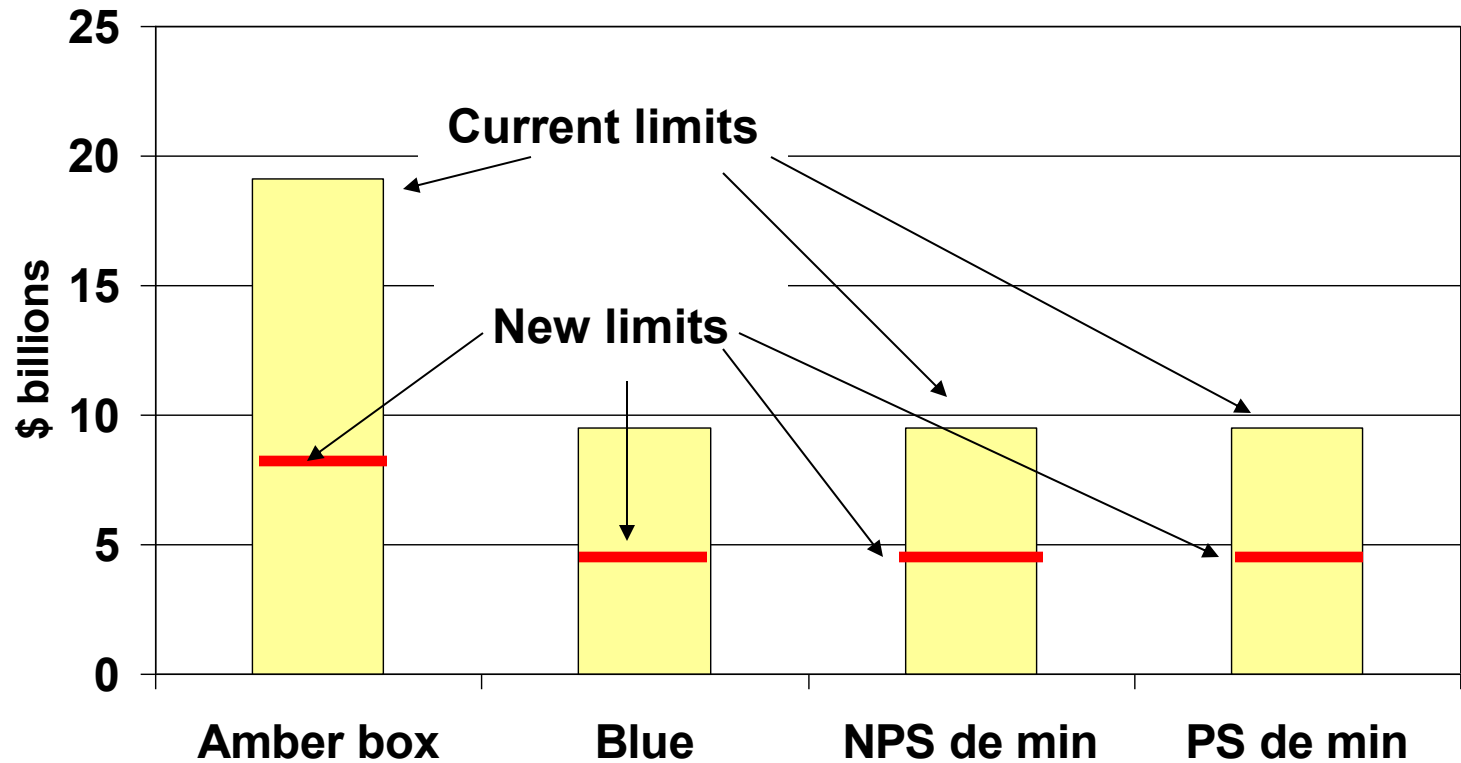 25
20
15
10
5
0
$ billions
Current limits
New limits
Amber box
Blue
NPS de min
PS de min